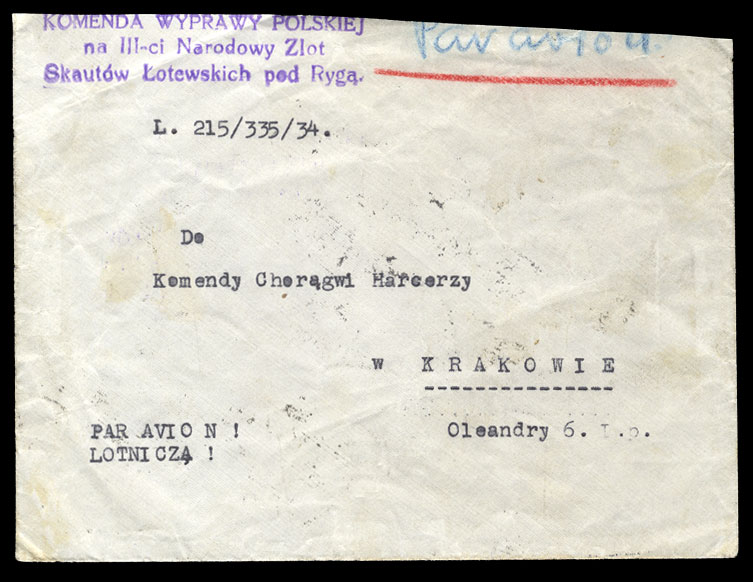 KOMENDA WYPRAWY POLSKIEJ
na III-ci Narodowy Zlot
Skautów Łotewskich pod Rygą.
Par avion.
L. 215/335/34.
Do
Komendy Chorągwi Harcerzy
w KRAKOWIE
Oleandry 6. I.p.
PAR AVION !
LOTNICZĄ !